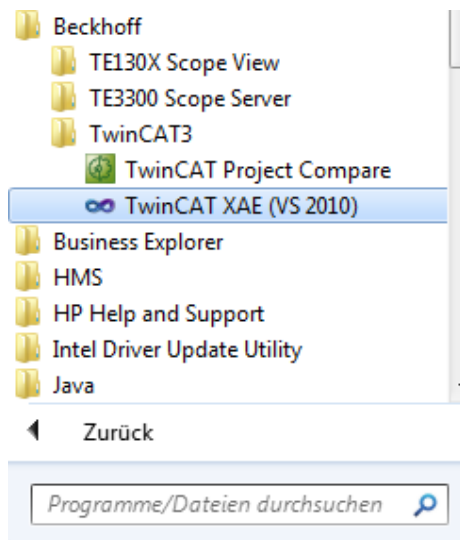 Beckhoff
TE130X Scope View
TE3300 Scope Server
TwinCAT3
TwinCAT Project Compare
TwinCAT XAE (VS 2010)
Business Explorer
HMS
HP Help and Support
Intel Driver Update Utility
Java
Zurück
Programme/Dateien durchsuchen